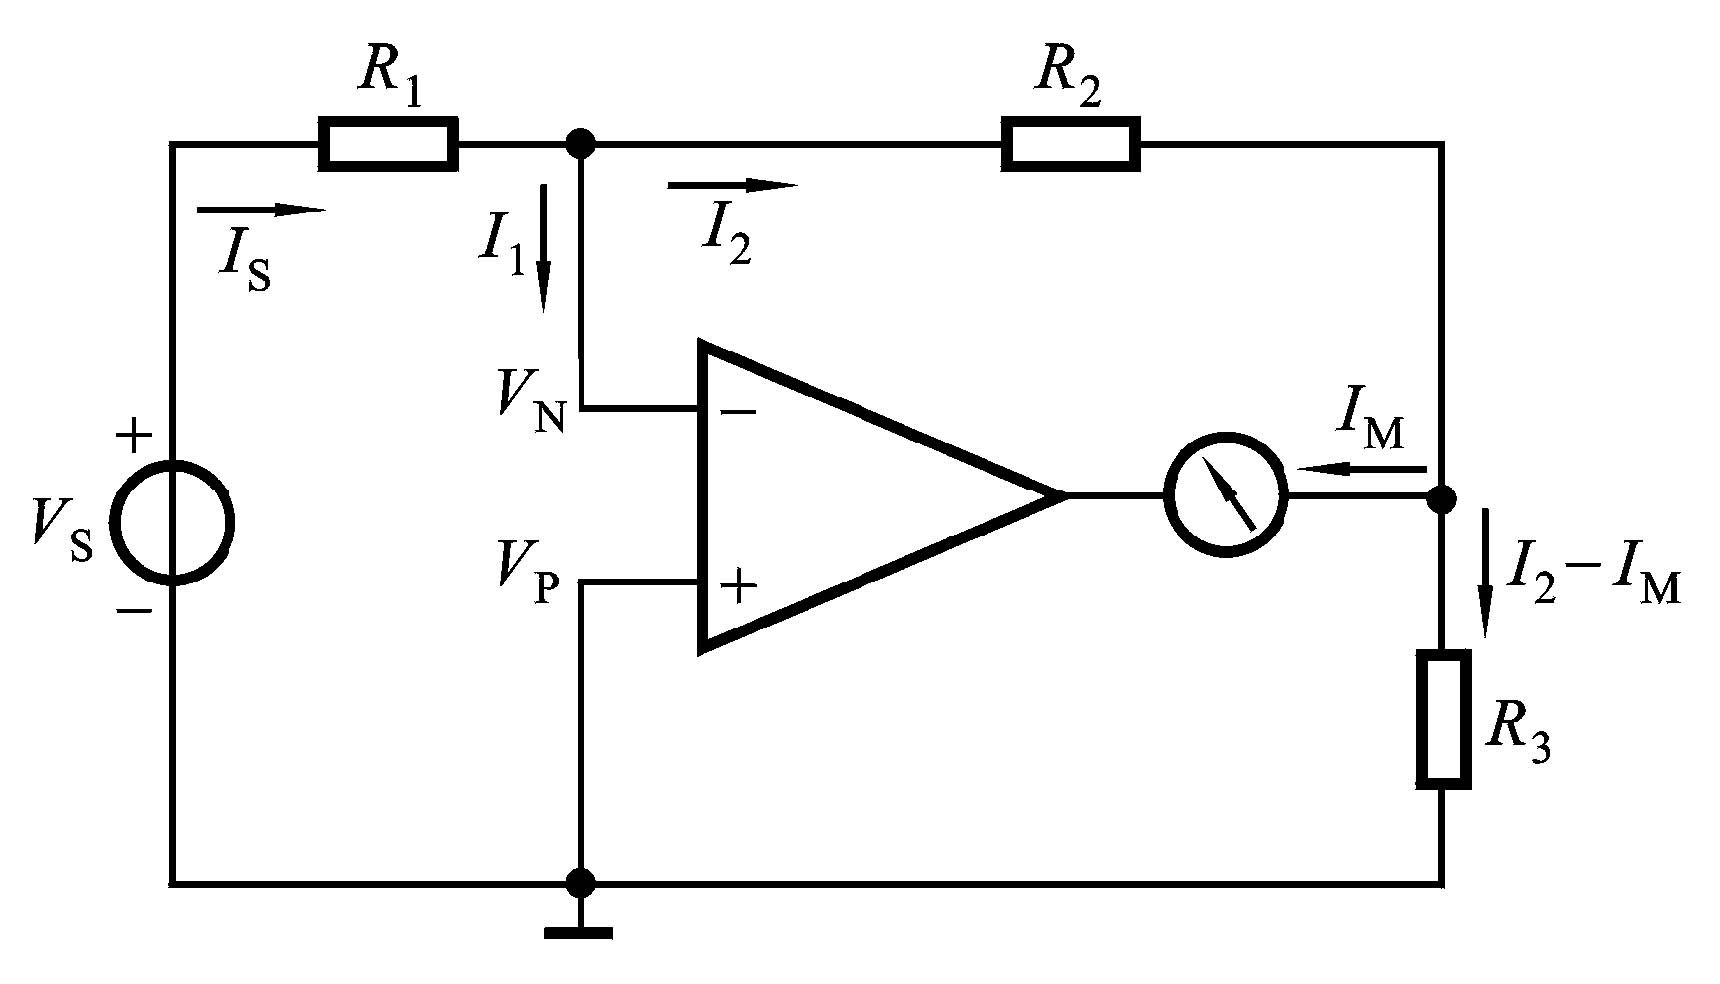 R1
R2
IS
I1
I2
VN
−
IM
+
VS
−
VP
+
I2−IM
R3